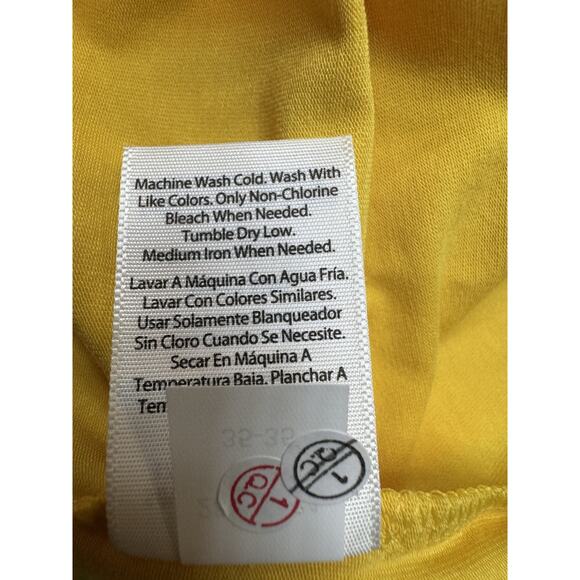 Machine Wash Cold. Wash With
Like Colors. Only Non-Chlorine
Bleach When Needed.
Tumble Dry Low.
Medium Iron When Needed.
Lavar A Máquina Con Agua Fría.
Lavar Con Colores Similares.
Usar Solamente Blanqueador
Sin Cloro Cuando Se Necesite.
Secar En Máquina A
Temperatura Baja. Planchar A
1
Q.C
1
Q.C